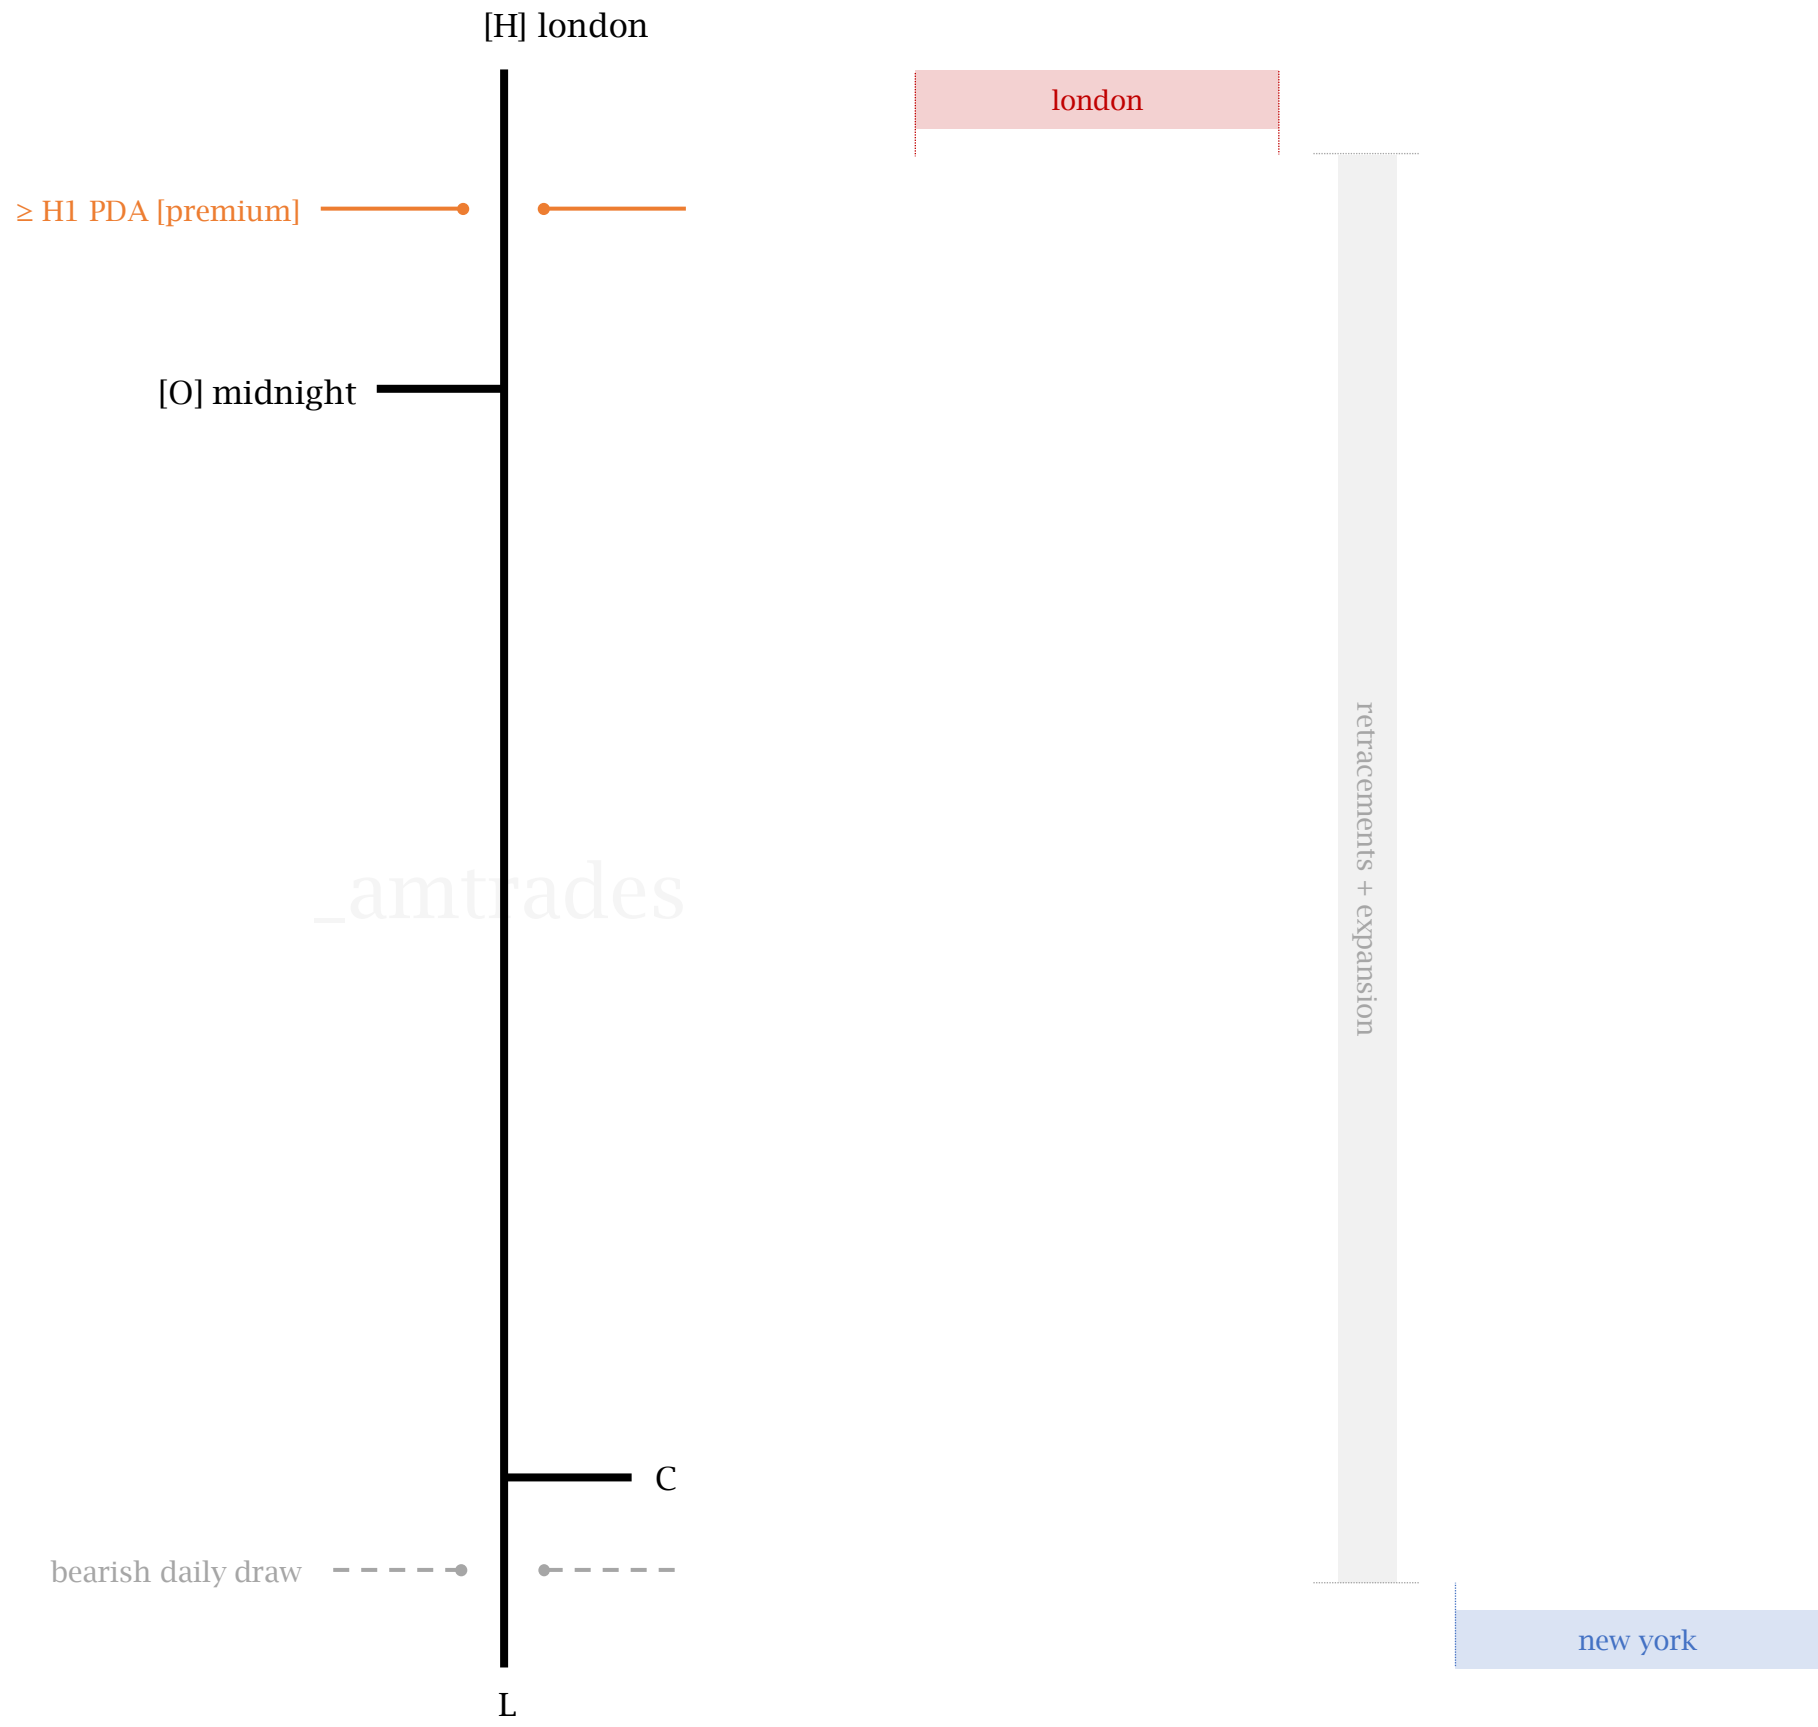 [H] london
london
≥ H1 PDA [premium]
[O] midnight
retracements + expansion
_amtrades
C
bearish daily draw
new york
L